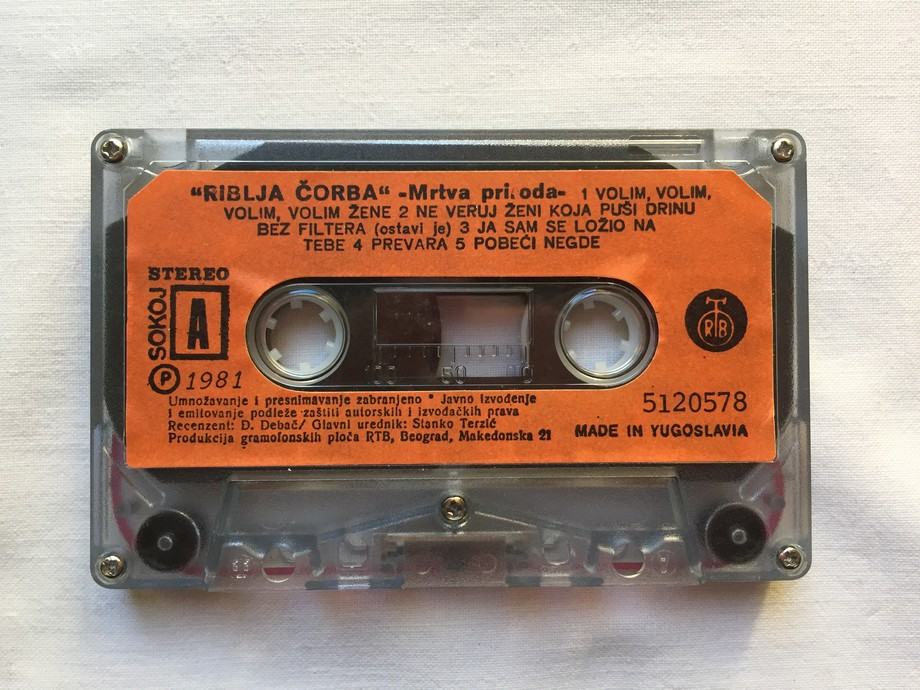 "RIBLJA ČORBA" -Mrtva priroda- 1 VOLIM, VOLIM,
VOLIM, VOLIM ŽENE 2 NE VERUJ ŽENI KOJA PUŠI DRINU
BEZ FILTERA (ostavi je) 3 JA SAM SE LOŽIO NA
TEBE 4 PREVARA 5 POBEĆI NEGDE
STEREO
SOKOJ
A
RTB
100 50 0
P 1981
Umnožavanje i presnimavanje zabranjeno * Javno izvođenje
i emitovanje podleže zaštiti autorskih i izvođačkih prava
Recenzent: Đ. Debač/ Glavni urednik: Stanko Terzić
Produkcija gramofonskih ploča RTB, Beograd, Makedonska 21
5120578
MADE IN YUGOSLAVIA